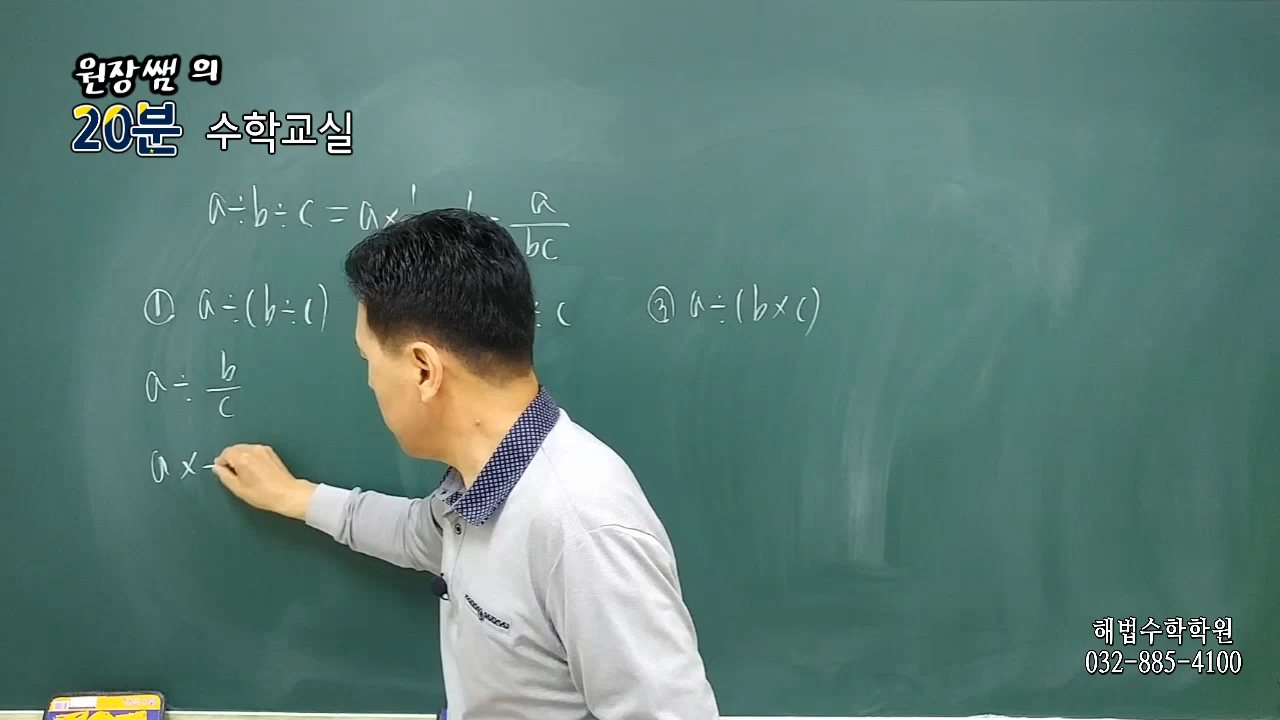 원장쌤 의
20분 수학교실
a÷b÷c = a× = a/bc
① a÷(b÷c) ÷ c ③ a÷(b×c)
a ÷ b/c
a ×
해법수학학원
032-885-4100